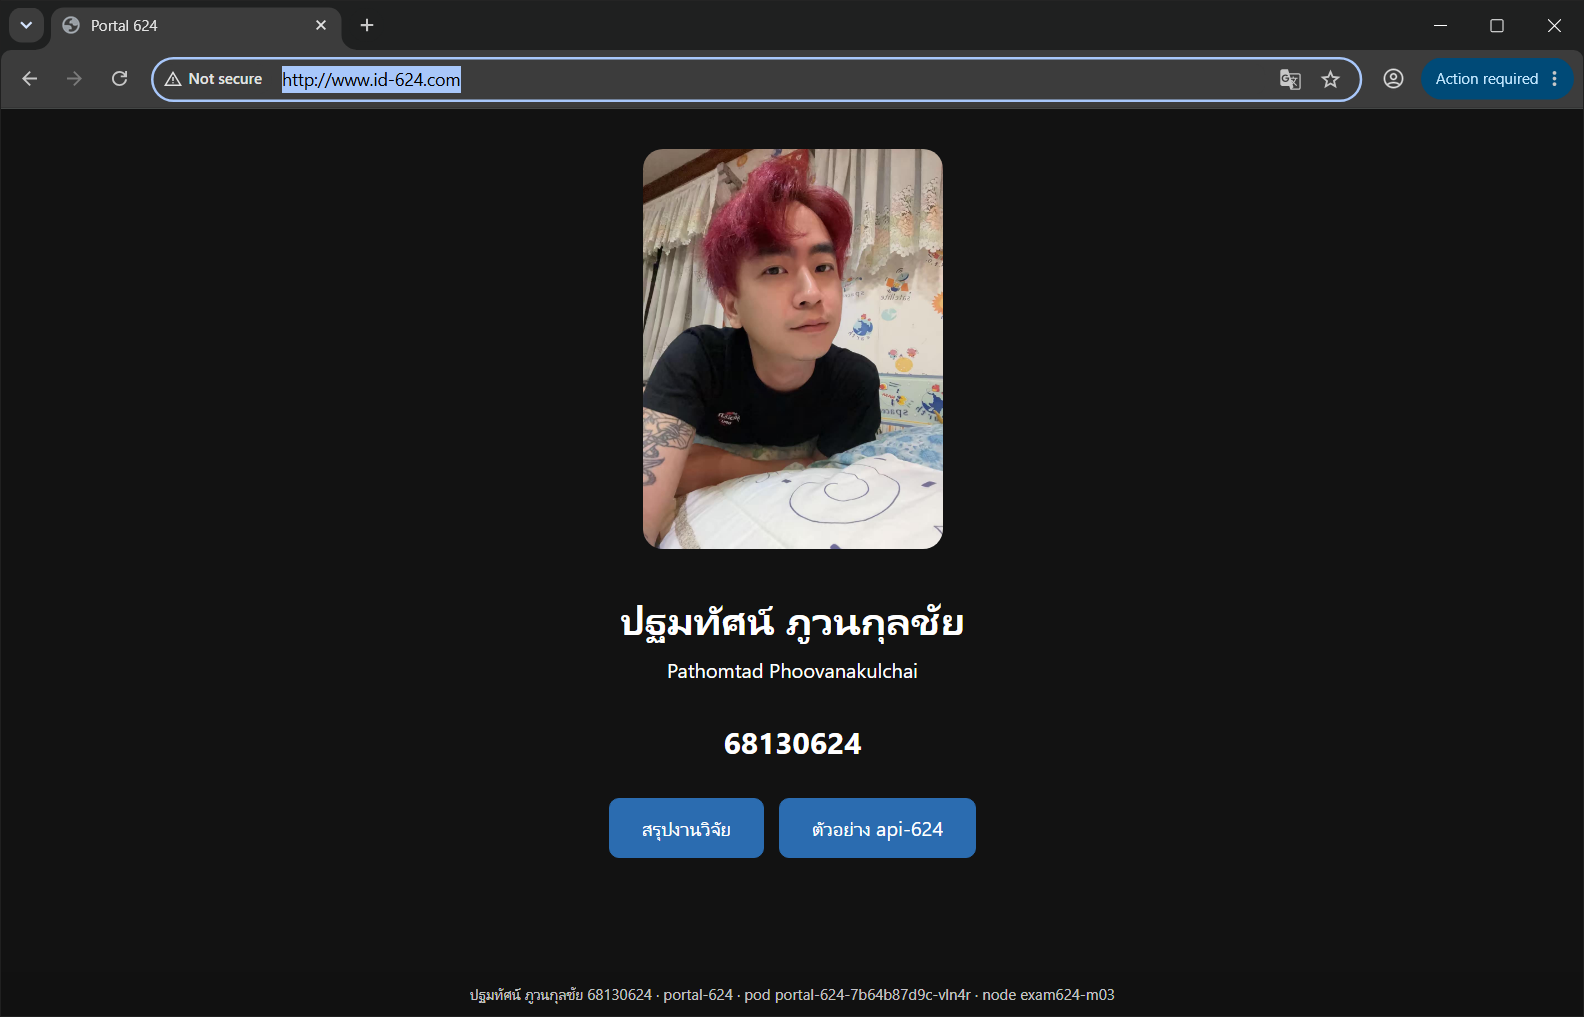 Portal 624
Not secure
http://www.id-624.com
Action required
ปฐมทัศน์ ภูวนกุลชัย
Pathomtad Phoovanakulchai
68130624
สรุปงานวิจัย
ตัวอย่าง api-624
ปฐมทัศน์ ภูวนกุลชัย 68130624 · portal-624 · pod portal-624-7b64b87d9c-vln4r · node exam624-m03